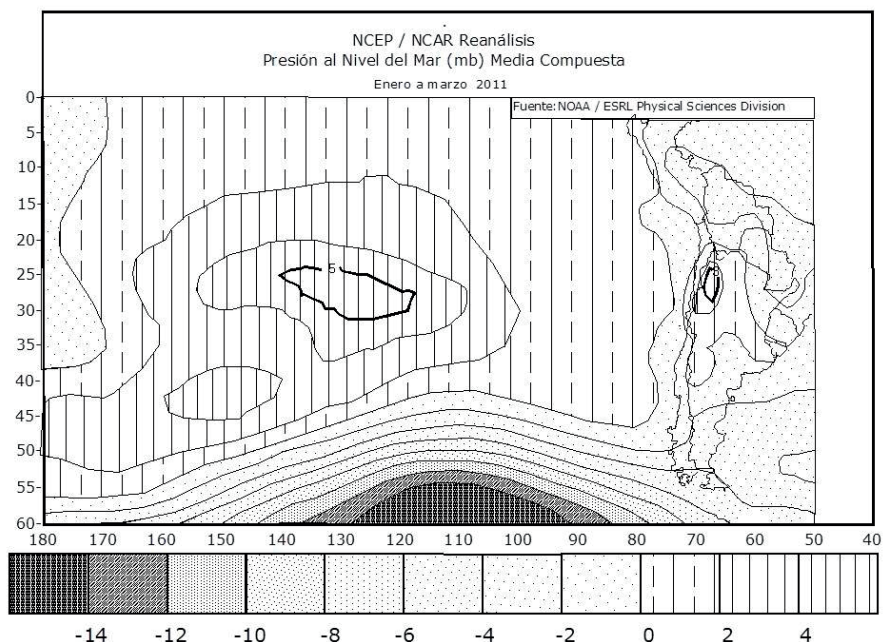 NCEP / NCAR Reanálisis
Presión al Nivel del Mar (mb) Media Compuesta
Enero a marzo 2011
Fuente: NOAA / ESRL Physical Sciences Division
0
5
10
15
20
25
30
35
40
45
50
55
60
5
180 170 160 150 140 130 120 110 100 90 80 70 60 50 40
-14 -12 -10 -8 -6 -4 -2 0 2 4